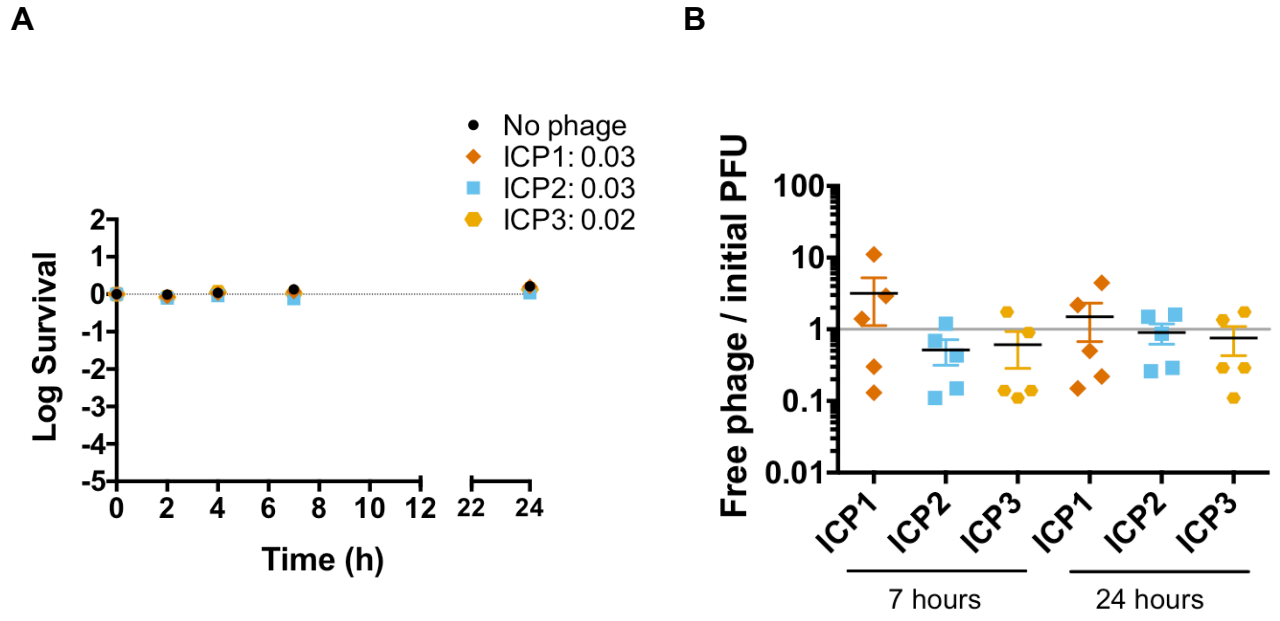 A
B
No phage
ICP1: 0.03
ICP2: 0.03
ICP3: 0.02
Log Survival
2
1
0
-1
-2
-3
-4
-5
0 2 4 6 8 10 12 22 24
Time (h)
Free phage / initial PFU
100
10
1
0.1
0.01
ICP1 ICP2 ICP3 ICP1 ICP2 ICP3
7 hours 24 hours